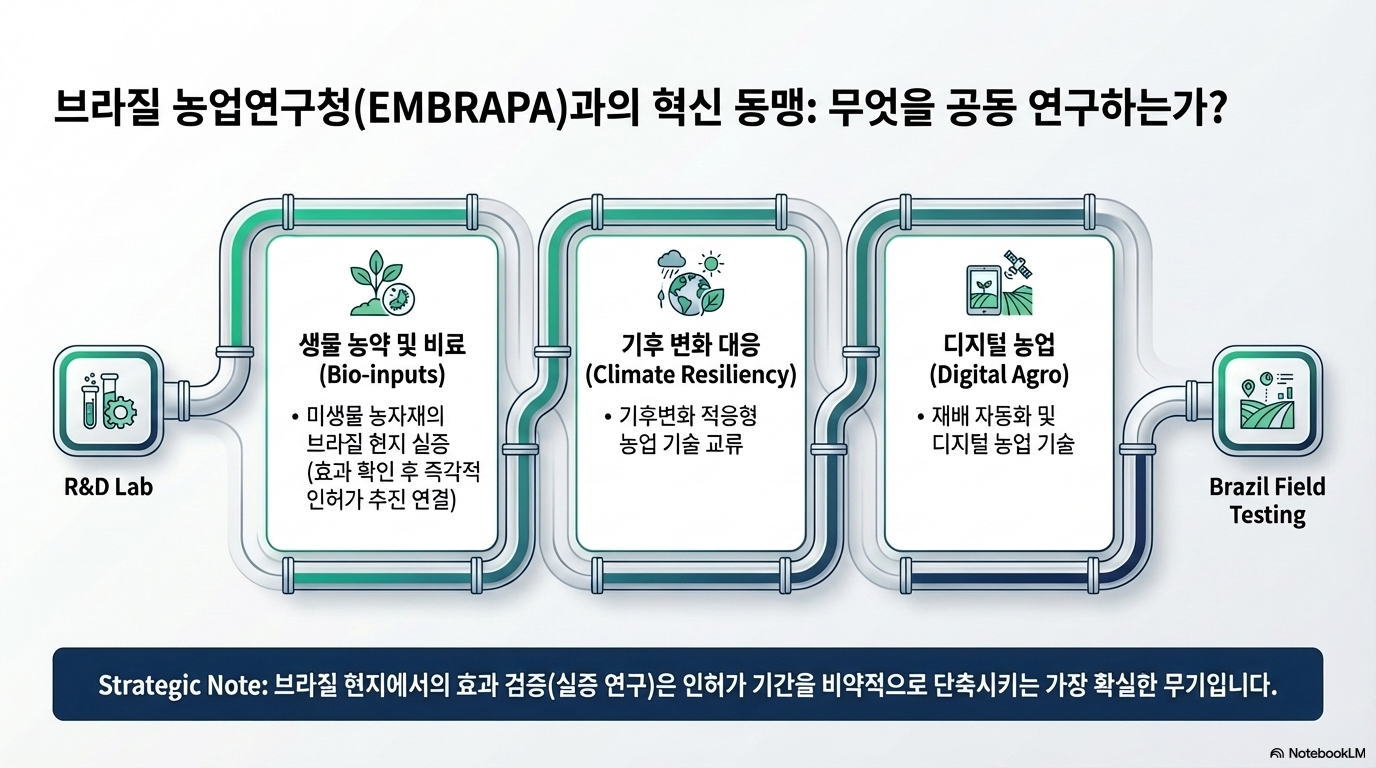 브라질 농업연구청(EMBRAPA)과의 혁신 동맹: 무엇을 공동 연구하는가?
R&D Lab
생물 농약 및 비료
(Bio-inputs)
• 미생물 농자재의
브라질 현지 실증
(효과 확인 후 즉각적
인허가 추진 연결)
기후 변화 대응
(Climate Resiliency)
• 기후변화 적응형
농업 기술 교류
디지털 농업
(Digital Agro)
• 재배 자동화 및
디지털 농업 기술
Brazil Field
Testing
Strategic Note: 브라질 현지에서의 효과 검증(실증 연구)은 인허가 기간을 비약적으로 단축시키는 가장 확실한 무기입니다.
NotebookLM